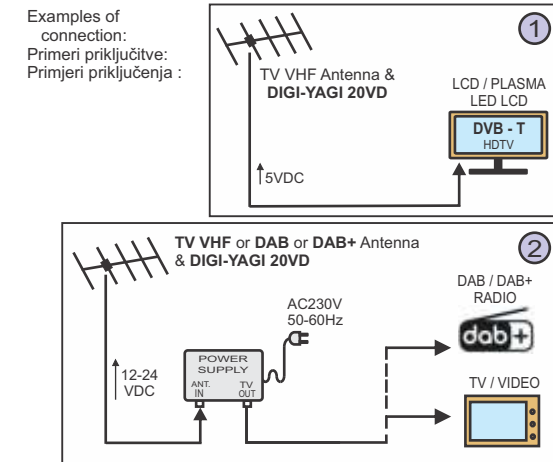 Examples of
connection:
Primeri priključitve:
Primjeri priključenja :
1
TV VHF Antenna &
DIGI-YAGI 20VD
LCD / PLASMA
LED LCD
DVB - T
HDTV
5VDC
2
TV VHF or DAB or DAB+ Antenna
& DIGI-YAGI 20VD
DAB / DAB+
RADIO
dab+
AC230V
50-60Hz
POWER
SUPPLY
ANT.
IN
TV
OUT
12-24
VDC
TV / VIDEO